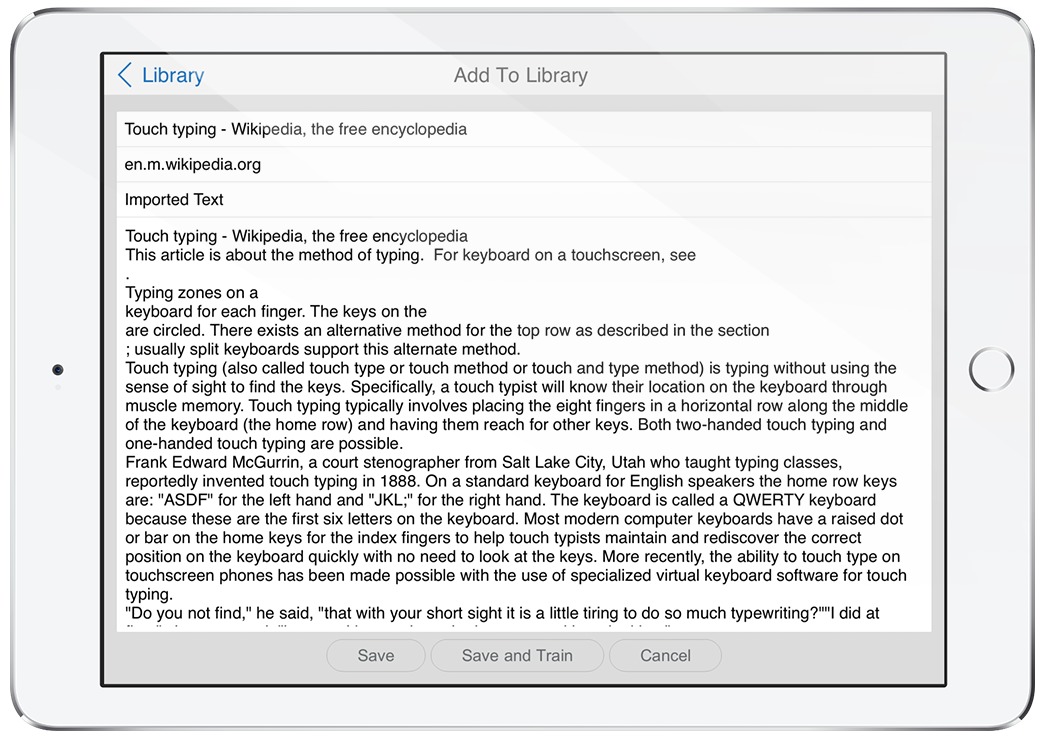 Library
Add To Library
Touch typing - Wikipedia, the free encyclopedia
en.m.wikipedia.org
Imported Text
Touch typing - Wikipedia, the free encyclopedia
This article is about the method of typing.  For keyboard on a touchscreen, see
.
Typing zones on a
keyboard for each finger. The keys on the
are circled. There exists an alternative method for the top row as described in the section
; usually split keyboards support this alternate method.
Touch typing (also called touch type or touch method or touch and type method) is typing without using the
sense of sight to find the keys. Specifically, a touch typist will know their location on the keyboard through
muscle memory. Touch typing typically involves placing the eight fingers in a horizontal row along the middle
of the keyboard (the home row) and having them reach for other keys. Both two-handed touch typing and
one-handed touch typing are possible.
Frank Edward McGurrin, a court stenographer from Salt Lake City, Utah who taught typing classes,
reportedly invented touch typing in 1888. On a standard keyboard for English speakers the home row keys
are: "ASDF" for the left hand and "JKL;" for the right hand. The keyboard is called a QWERTY keyboard
because these are the first six letters on the keyboard. Most modern computer keyboards have a raised dot
or bar on the home keys for the index fingers to help touch typists maintain and rediscover the correct
position on the keyboard quickly with no need to look at the keys. More recently, the ability to touch type on
touchscreen phones has been made possible with the use of specialized virtual keyboard software for touch
typing.
"Do you not find," he said, "that with your short sight it is a little tiring to do so much typewriting?""I did at
Save
Save and Train
Cancel